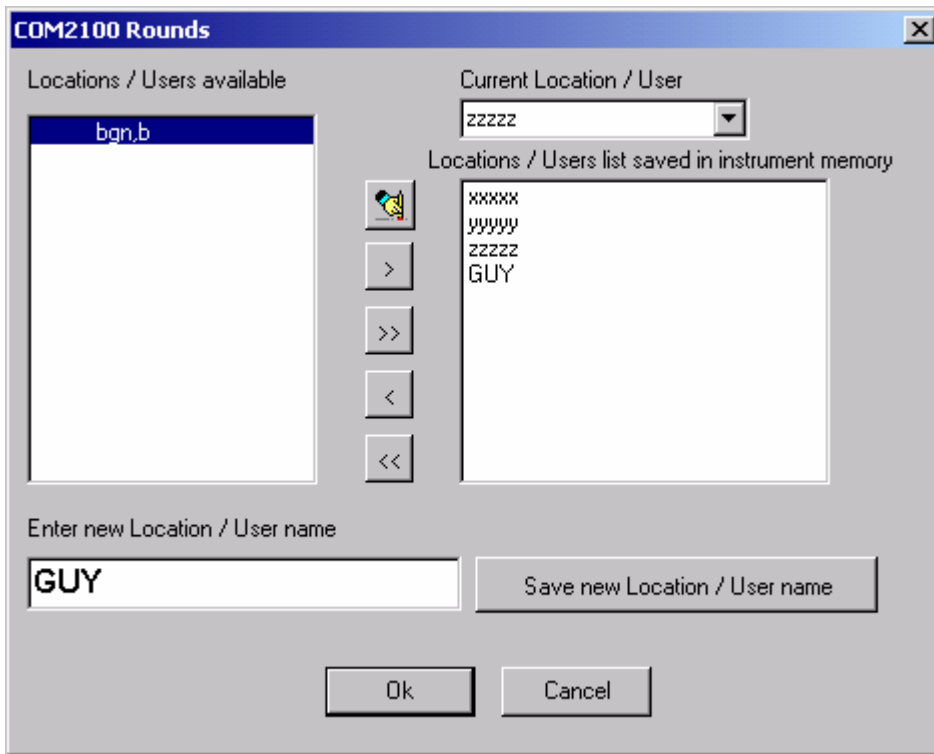 COM2100 Rounds
Locations / Users available
Current Location / User
bgn,b
zzzzz
Locations / Users list saved in instrument memory
xxxxx
yyyyy
zzzzz
GUY
>
>>
<
<<
Enter new Location / User name
GUY
Save new Location / User name
Ok
Cancel